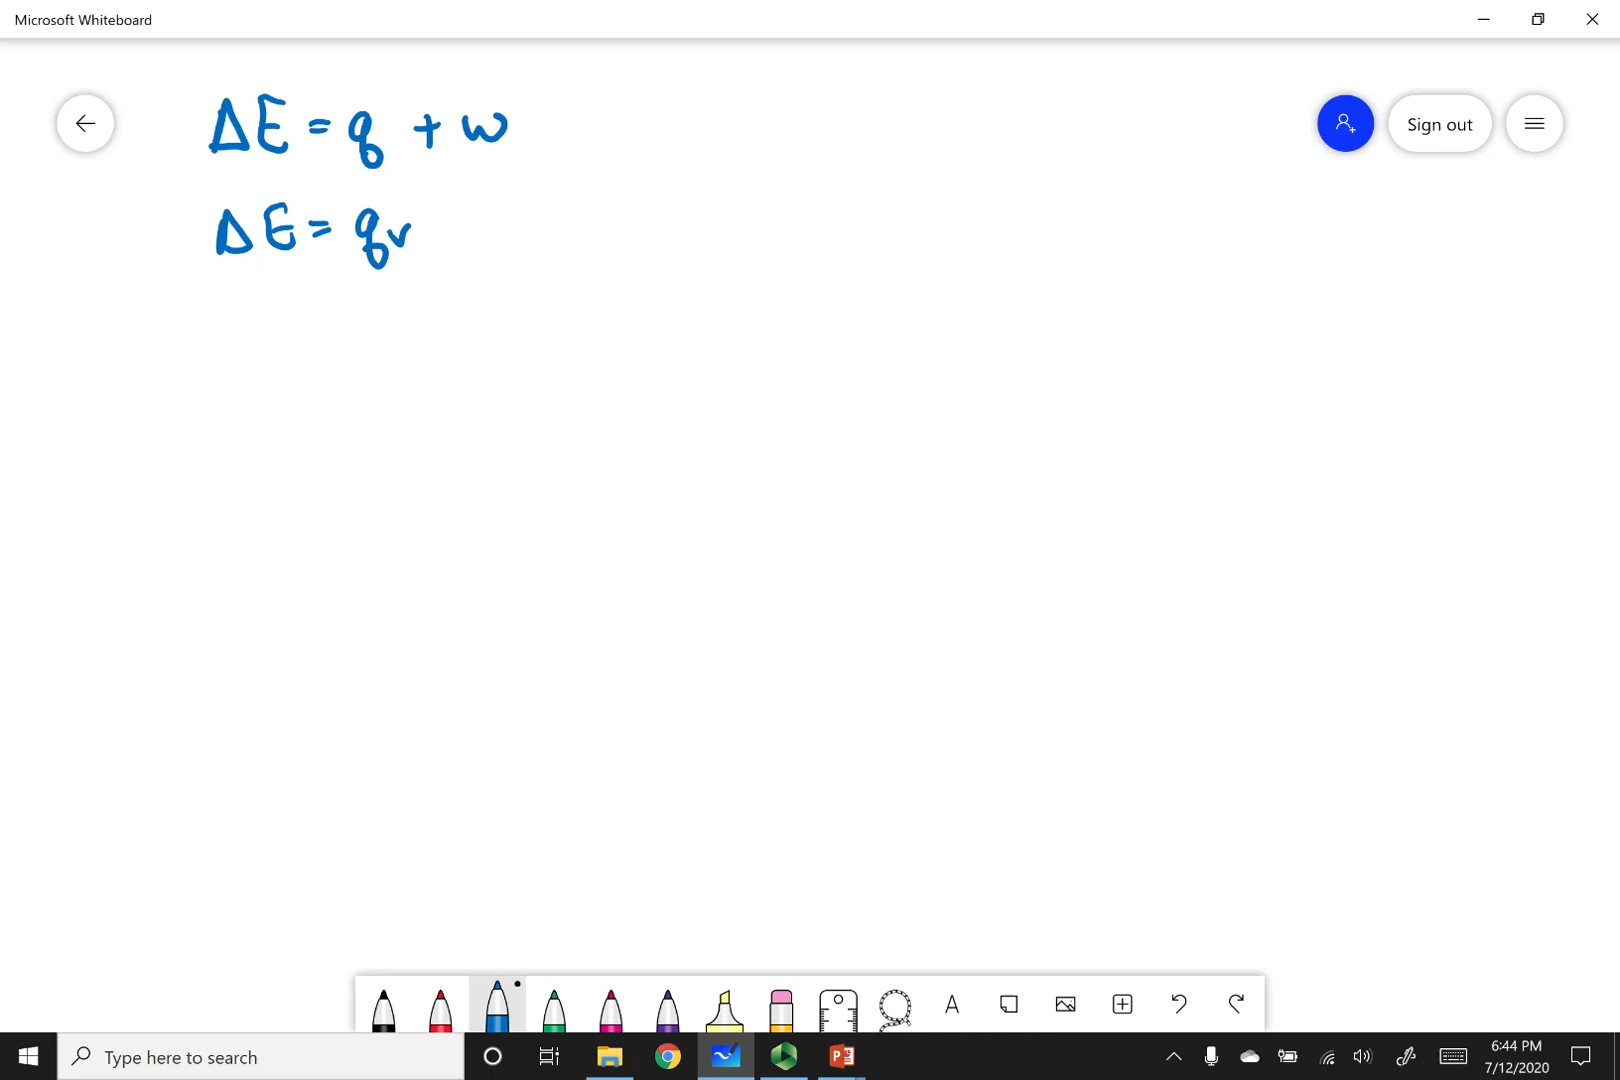 Microsoft Whiteboard
ΔE = q + w
Sign out
ΔE = qv
A
Type here to search
6:44 PM
7/12/2020